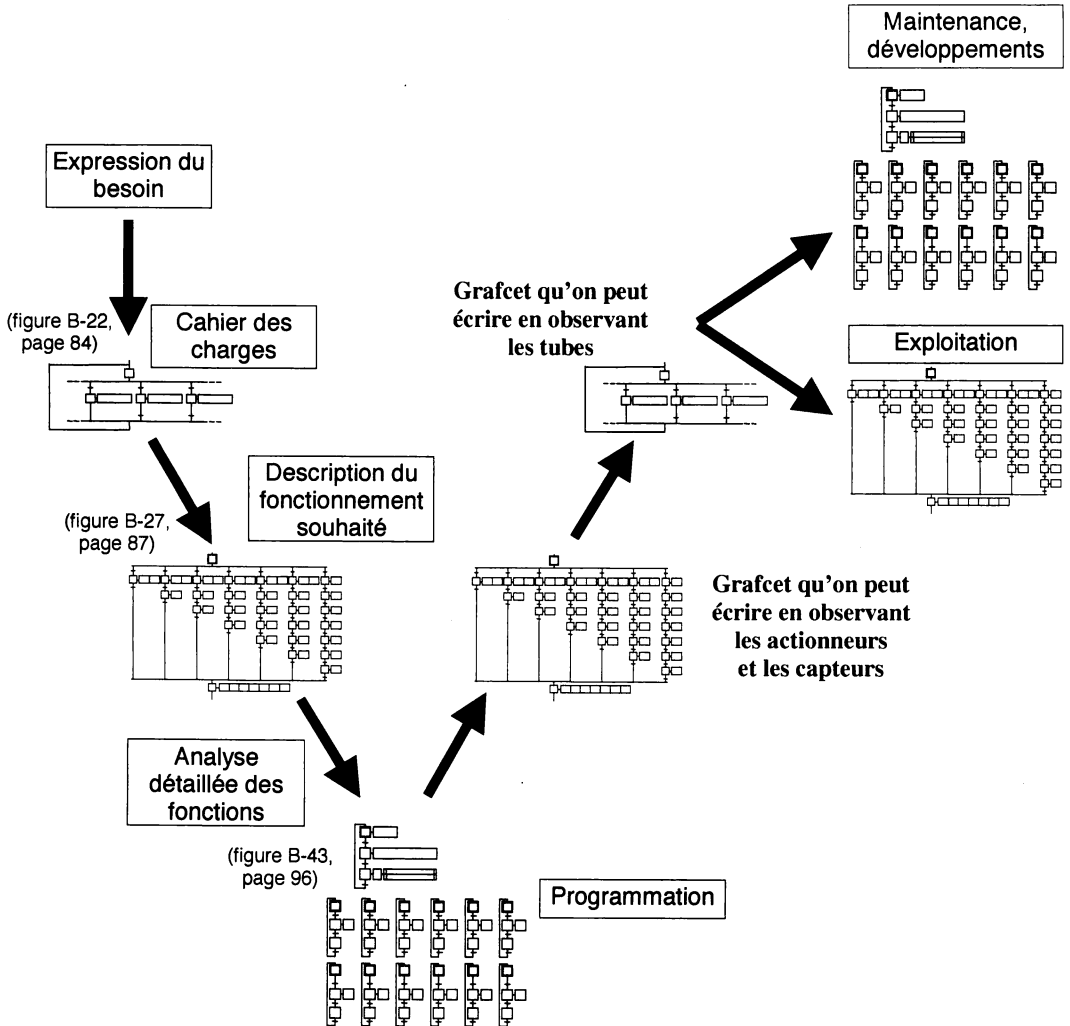 Maintenance,
développements
Expression du
besoin
(figure B-22,
page 84)
Cahier des
charges
Grafcet qu'on peut
écrire en observant
les tubes
Exploitation
Description du
fonctionnement
souhaité
(figure B-27,
page 87)
Grafcet qu'on peut
écrire en observant
les actionneurs
et les capteurs
Analyse
détaillée des
fonctions
(figure B-43,
page 96)
Programmation